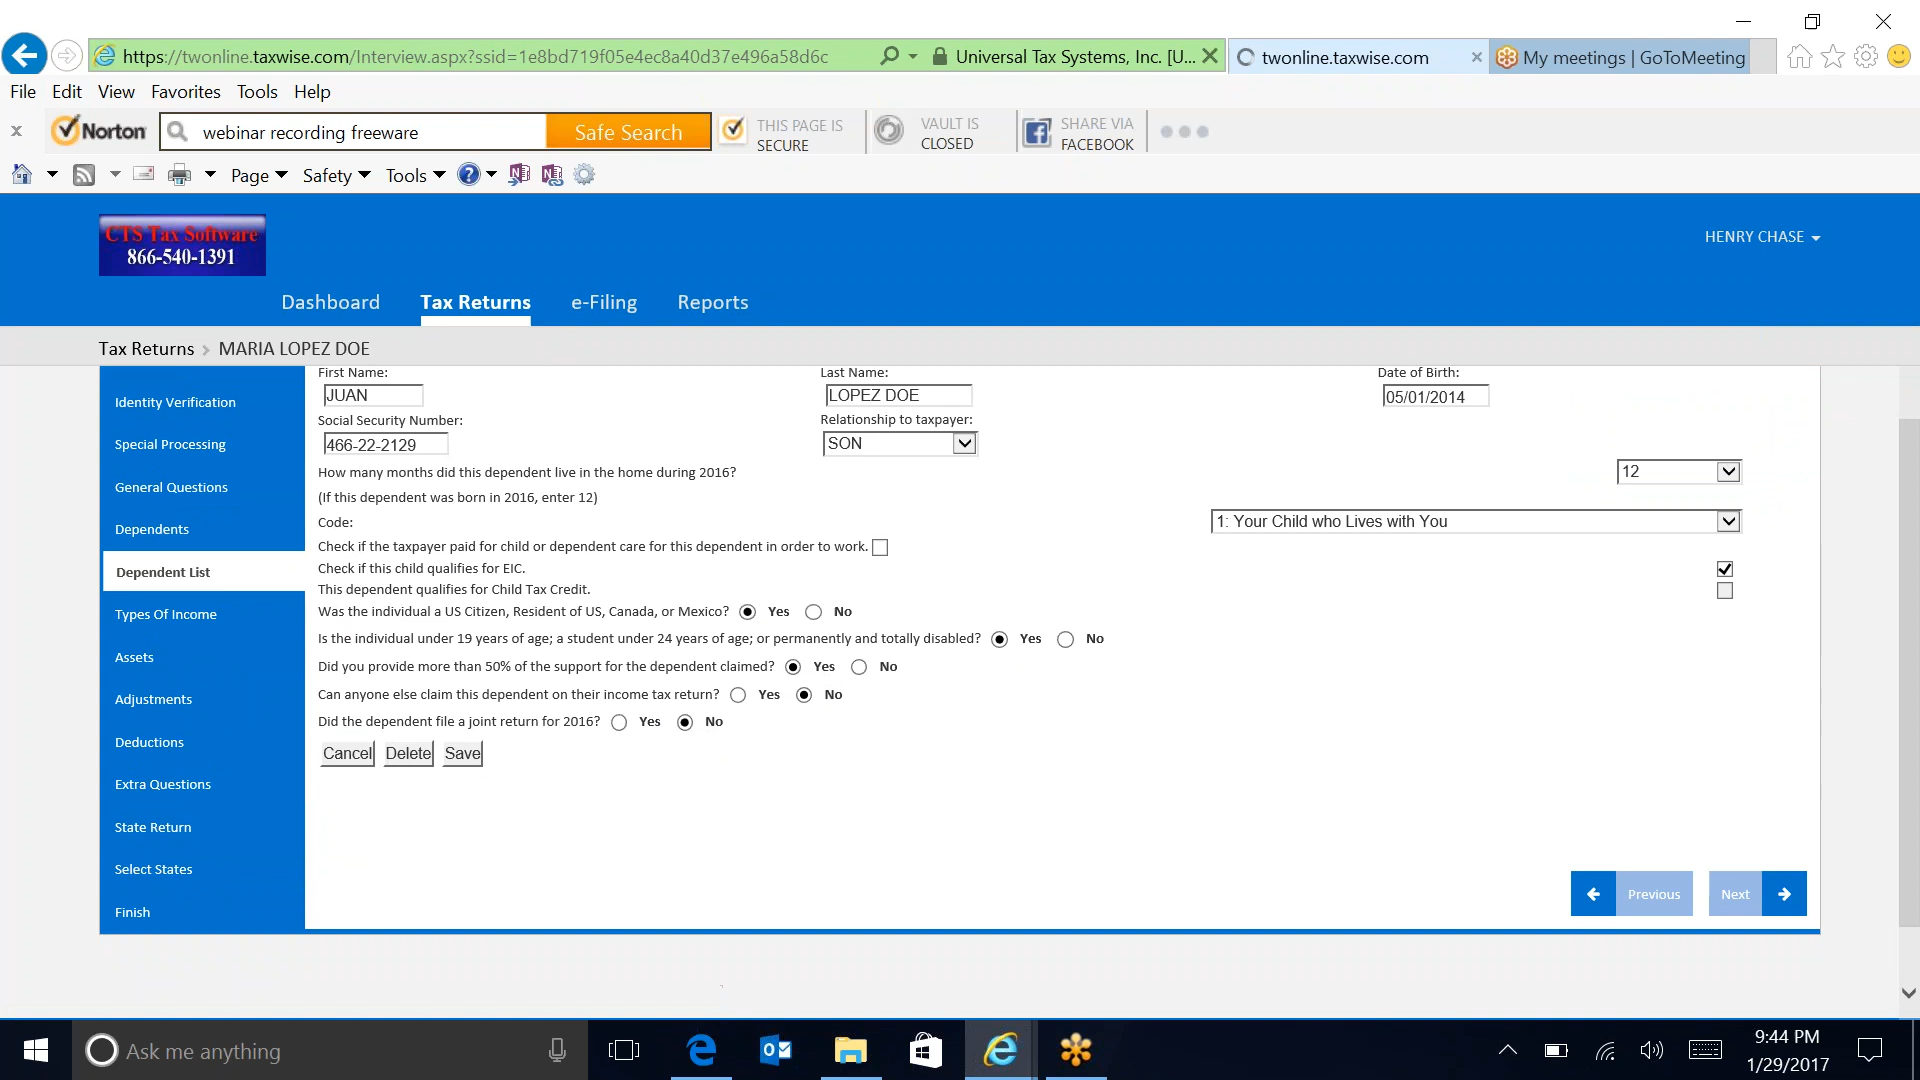 https://twonline.taxwise.com/Interview.aspx?ssid=1e8bd719f05e4ec8a40d37e496a58d6c
Universal Tax Systems, Inc. [U...
twonline.taxwise.com
My meetings | GoToMeeting
File Edit View Favorites Tools Help
Norton
webinar recording freeware
Safe Search
THIS PAGE IS
SECURE
VAULT IS
CLOSED
SHARE VIA
FACEBOOK
Page Safety Tools
CTS Tax Software
866-540-1391
HENRY CHASE
Dashboard Tax Returns e-Filing Reports
Tax Returns > MARIA LOPEZ DOE
Identity Verification
Special Processing
General Questions
Dependents
Dependent List
Types Of Income
Assets
Adjustments
Deductions
Extra Questions
State Return
Select States
Finish
First Name: Last Name: Date of Birth:
JUAN LOPEZ DOE 05/01/2014
Social Security Number: Relationship to taxpayer:
466-22-2129 SON
How many months did this dependent live in the home during 2016? 12
(If this dependent was born in 2016, enter 12)
Code: 1: Your Child who Lives with You
Check if the taxpayer paid for child or dependent care for this dependent in order to work.
Check if this child qualifies for EIC.
This dependent qualifies for Child Tax Credit.
Was the individual a US Citizen, Resident of US, Canada, or Mexico? Yes No
Is the individual under 19 years of age; a student under 24 years of age; or permanently and totally disabled? Yes No
Did you provide more than 50% of the support for the dependent claimed? Yes No
Can anyone else claim this dependent on their income tax return? Yes No
Did the dependent file a joint return for 2016? Yes No
Cancel Delete Save
Previous Next
Ask me anything
9:44 PM
1/29/2017